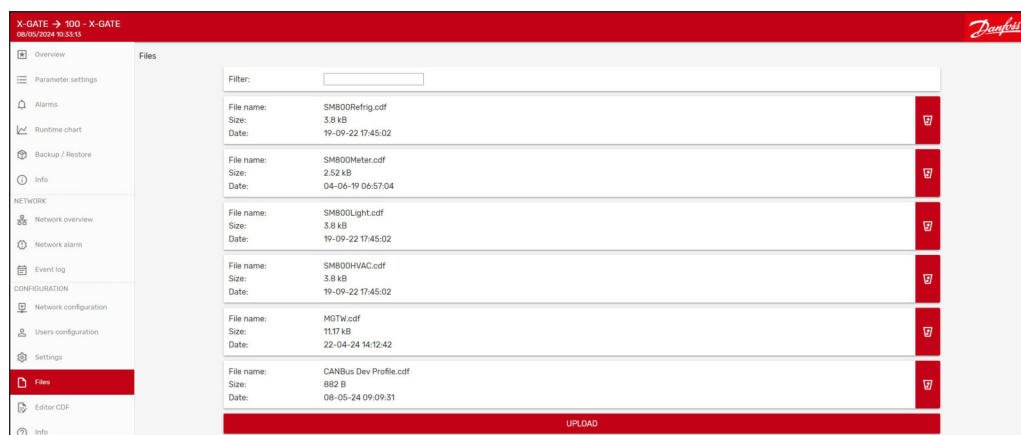 X-GATE → 100 - X-GATE
08/05/2024 10:33:13
Danfoss
Overview
Parameter settings
Alarms
Runtime chart
Backup / Restore
Info
NETWORK
Network overview
Network alarm
Event log
CONFIGURATION
Network configuration
Users configuration
Settings
Files
Editor CDF
Info
Files
Filter:
File name: SM800Refrig.cdf
Size: 3.8 kB
Date: 19-09-22 17:45:02
File name: SM800Meter.cdf
Size: 2.52 kB
Date: 04-06-19 06:57:04
File name: SM800Light.cdf
Size: 3.8 kB
Date: 19-09-22 17:45:02
File name: SM800HVAC.cdf
Size: 3.8 kB
Date: 19-09-22 17:45:02
File name: MGTW.cdf
Size: 11.17 kB
Date: 22-04-24 14:12:42
File name: CANBus Dev Profile.cdf
Size: 882 B
Date: 08-05-24 09:09:31
UPLOAD